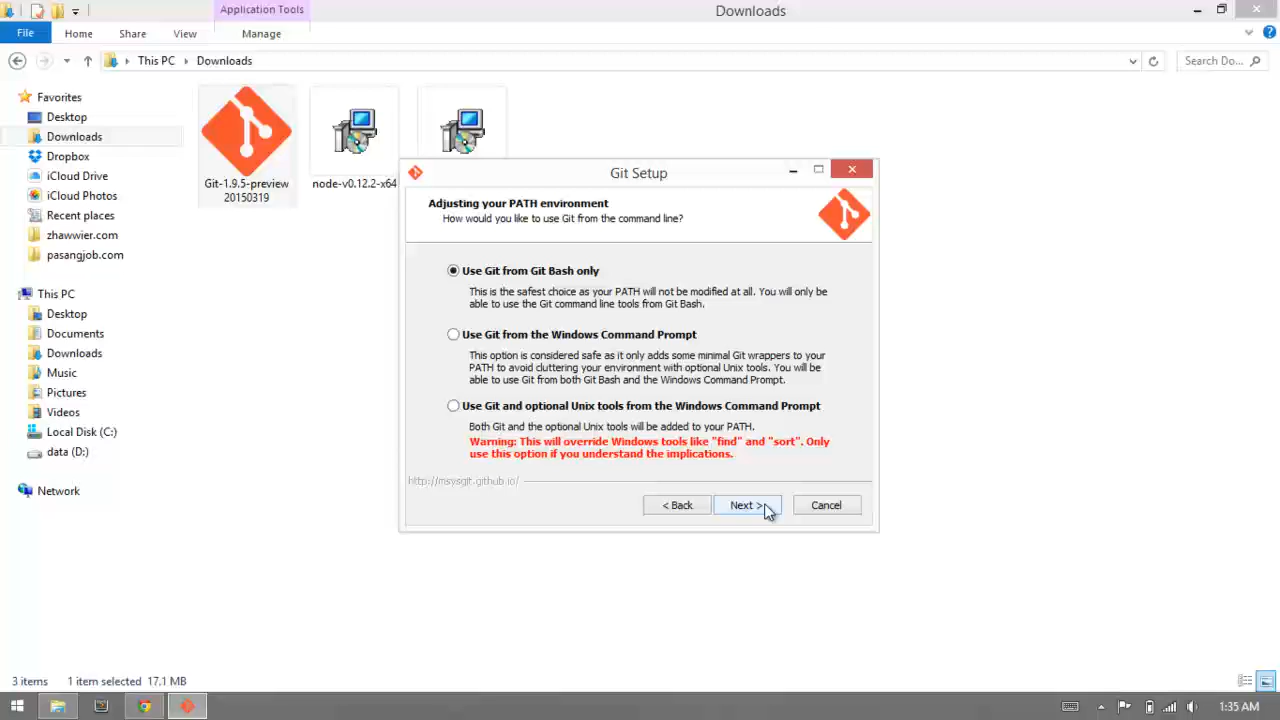 Application Tools
Downloads
File
Home
Share
View
Manage
This PC
Downloads
Search Do...
Favorites
Desktop
Downloads
Dropbox
iCloud Drive
iCloud Photos
Recent places
zhawwier.com
pasangjob.com
This PC
Desktop
Documents
Downloads
Music
Pictures
Videos
Local Disk (C:)
data (D:)
Network
Git-1.9.5-preview
20150319
node-v0.12.2-x64
Git Setup
Adjusting your PATH environment
How would you like to use Git from the command line?
Use Git from Git Bash only
This is the safest choice as your PATH will not be modified at all. You will only be
able to use the Git command line tools from Git Bash.
Use Git from the Windows Command Prompt
This option is considered safe as it only adds some minimal Git wrappers to your
PATH to avoid cluttering your environment with optional Unix tools. You will be
able to use Git from both Git Bash and the Windows Command Prompt.
Use Git and optional Unix tools from the Windows Command Prompt
Both Git and the optional Unix tools will be added to your PATH.
Warning: This will override Windows tools like "find" and "sort". Only
use this option if you understand the implications.
http://msysgit.github.io/
< Back
Next >
Cancel
3 items
1 item selected 17.1 MB
1:35 AM